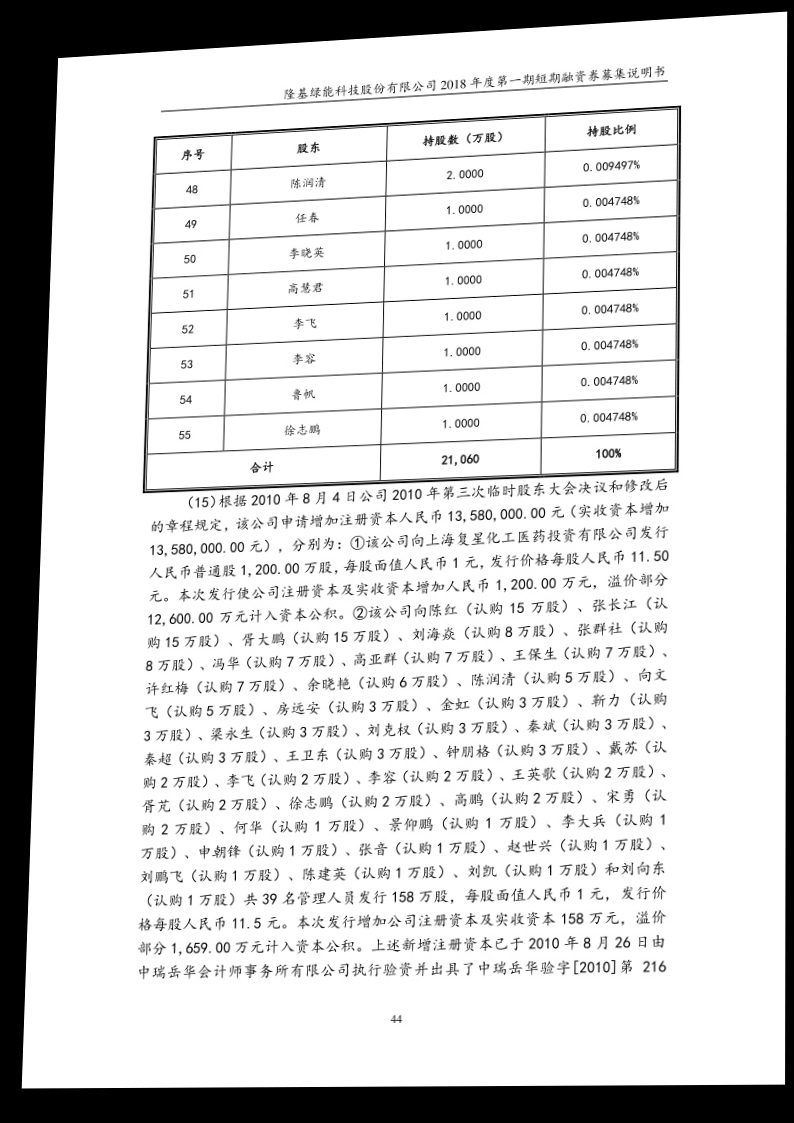 隆基绿能科技股份有限公司 2018 年度第一期短期融资券募集说明书
序号 股东 持股数（万股） 持股比例
48 陈润清 2.0000 0.009497%
49 任春 1.0000 0.004748%
50 李晓英 1.0000 0.004748%
51 高慧君 1.0000 0.004748%
52 李飞 1.0000 0.004748%
53 李容 1.0000 0.004748%
54 鲁帆 1.0000 0.004748%
55 徐志鹏 1.0000 0.004748%
合计 21,060 100%
（15）根据 2010 年 8 月 4 日公司 2010 年第三次临时股东大会决议和修改后
的章程规定，该公司申请增加注册资本人民币 13,580,000.00 元（实收资本增加
13,580,000.00 元），分别为：①该公司向上海复星化工医药投资有限公司发行
人民币普通股 1,200.00 万股，每股面值人民币 1 元，发行价格每股人民币 11.50
元。本次发行使公司注册资本及实收资本增加人民币 1,200.00 万元，溢价部分
12,600.00 万元计入资本公积。②该公司向陈红（认购 15 万股）、张长江（认
购 15 万股）、胥大鹏（认购 15 万股）、刘海焱（认购 8 万股）、张群社（认购
8 万股）、冯华（认购 7 万股）、高亚群（认购 7 万股）、王保生（认购 7 万股）、
许红梅（认购 7 万股）、余晓艳（认购 6 万股）、陈润清（认购 5 万股）、向文
飞（认购 5 万股）、房远安（认购 3 万股）、金虹（认购 3 万股）、靳力（认购
3 万股）、梁永生（认购 3 万股）、刘克权（认购 3 万股）、秦斌（认购 3 万股）、
秦超（认购 3 万股）、王卫东（认购 3 万股）、钟朋格（认购 3 万股）、戴苏（认
购 2 万股）、李飞（认购 2 万股）、李容（认购 2 万股）、王英歌（认购 2 万股）、
胥芃（认购 2 万股）、徐志鹏（认购 2 万股）、高鹏（认购 2 万股）、宋勇（认
购 2 万股）、何华（认购 1 万股）、景仰鹏（认购 1 万股）、李大兵（认购 1
万股）、申朝锋（认购 1 万股）、张音（认购 1 万股）、赵世兴（认购 1 万股）、
刘鹏飞（认购 1 万股）、陈建英（认购 1 万股）、刘凯（认购 1 万股）和刘向东
（认购 1 万股）共 39 名管理人员发行 158 万股，每股面值人民币 1 元，发行价
格每股人民币 11.5 元。本次发行增加公司注册资本及实收资本 158 万元，溢价
部分 1,659.00 万元计入资本公积。上述新增注册资本已于 2010 年 8 月 26 日由
中瑞岳华会计师事务所有限公司执行验资并出具了中瑞岳华验字[2010]第 216
44